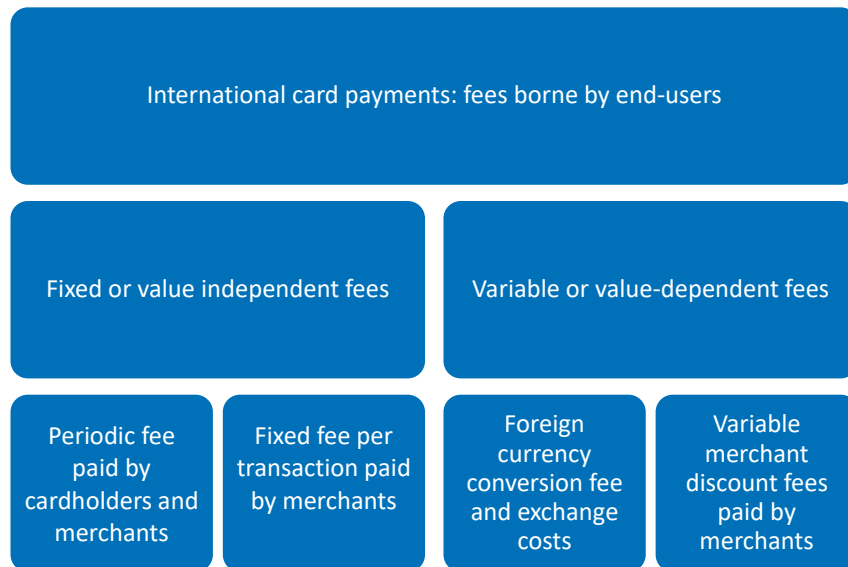 International card payments: fees borne by end-users
Fixed or value independent fees
Variable or value-dependent fees
Periodic fee
paid by
cardholders and
merchants
Fixed fee per
transaction paid
by merchants
Foreign
currency
conversion fee
and exchange
costs
Variable
merchant
discount fees
paid by
merchants